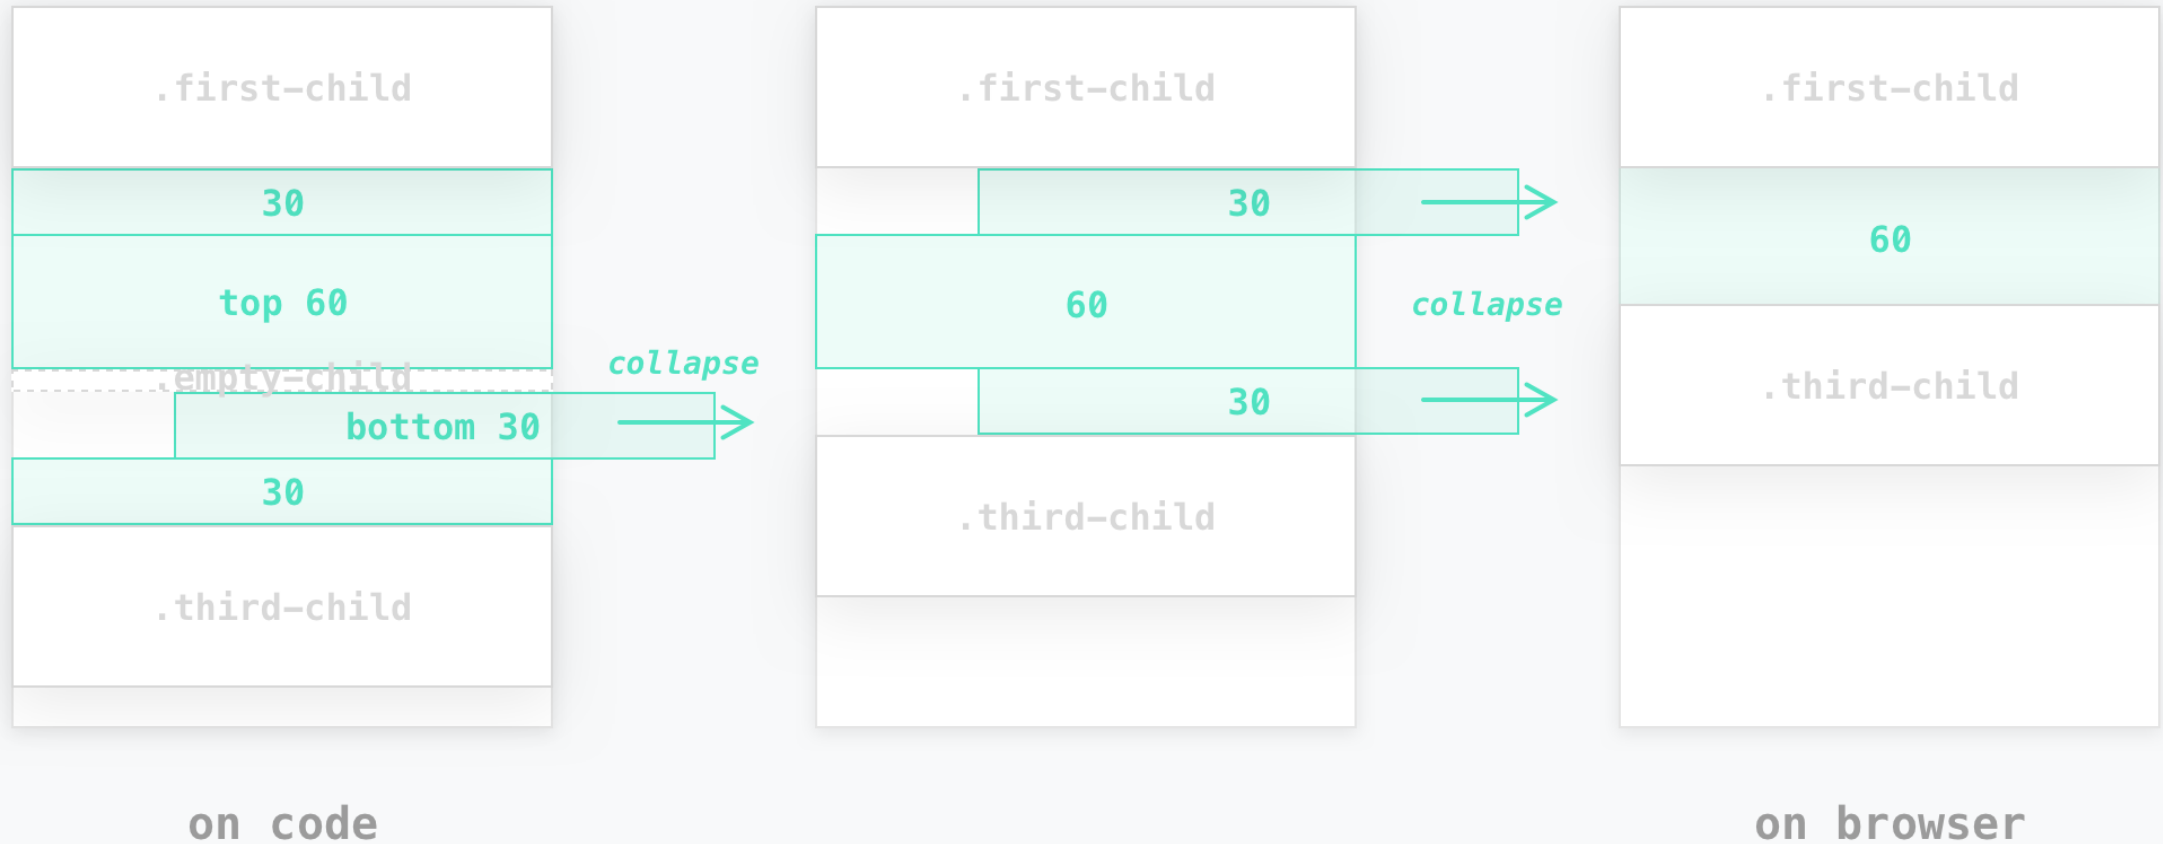 .first-child
30
top 60
.empty-child
collapse
bottom 30
30
.third-child
on code
.first-child
30
60
collapse
30
.third-child
.first-child
60
.third-child
on browser